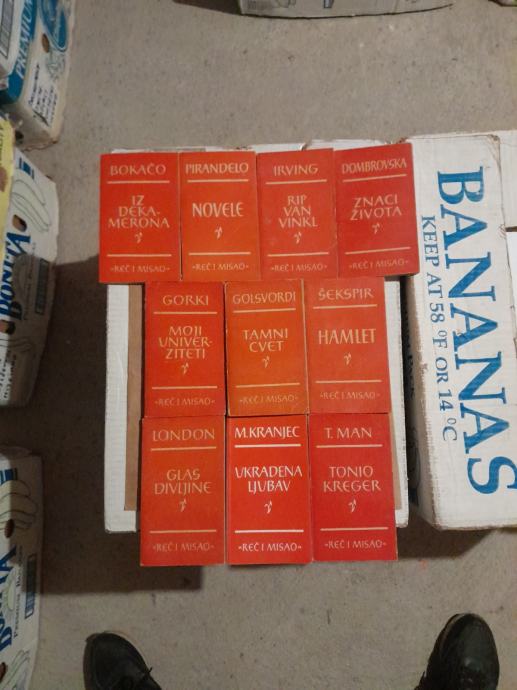 BOKAČO
IZ
DEKA-
MERONA
«REČ I MISAO»
PIRANDELO
NOVELE
«REČ I MISAO»
IRVING
RIP
VAN
VINKL
«REČ I MISAO»
DOMBROVSKA
ZNACI
ŽIVOTA
«REČ I MISAO»
GORKI
MOJI
UNIVER-
ZITETI
«REČ I MISAO»
GOLSVORDI
TAMNI
CVET
«REČ I MISAO»
ŠEKSPIR
HAMLET
«REČ I MISAO»
LONDON
GLAS
DIVLJINE
«REČ I MISAO»
M. KRANJEC
UKRADENA
LJUBAV
«REČ I MISAO»
T. MAN
TONIO
KREGER
«REČ I MISAO»
BANANAS
KEEP AT 58 °F OR 14 °C
BONITA
PREMIUM